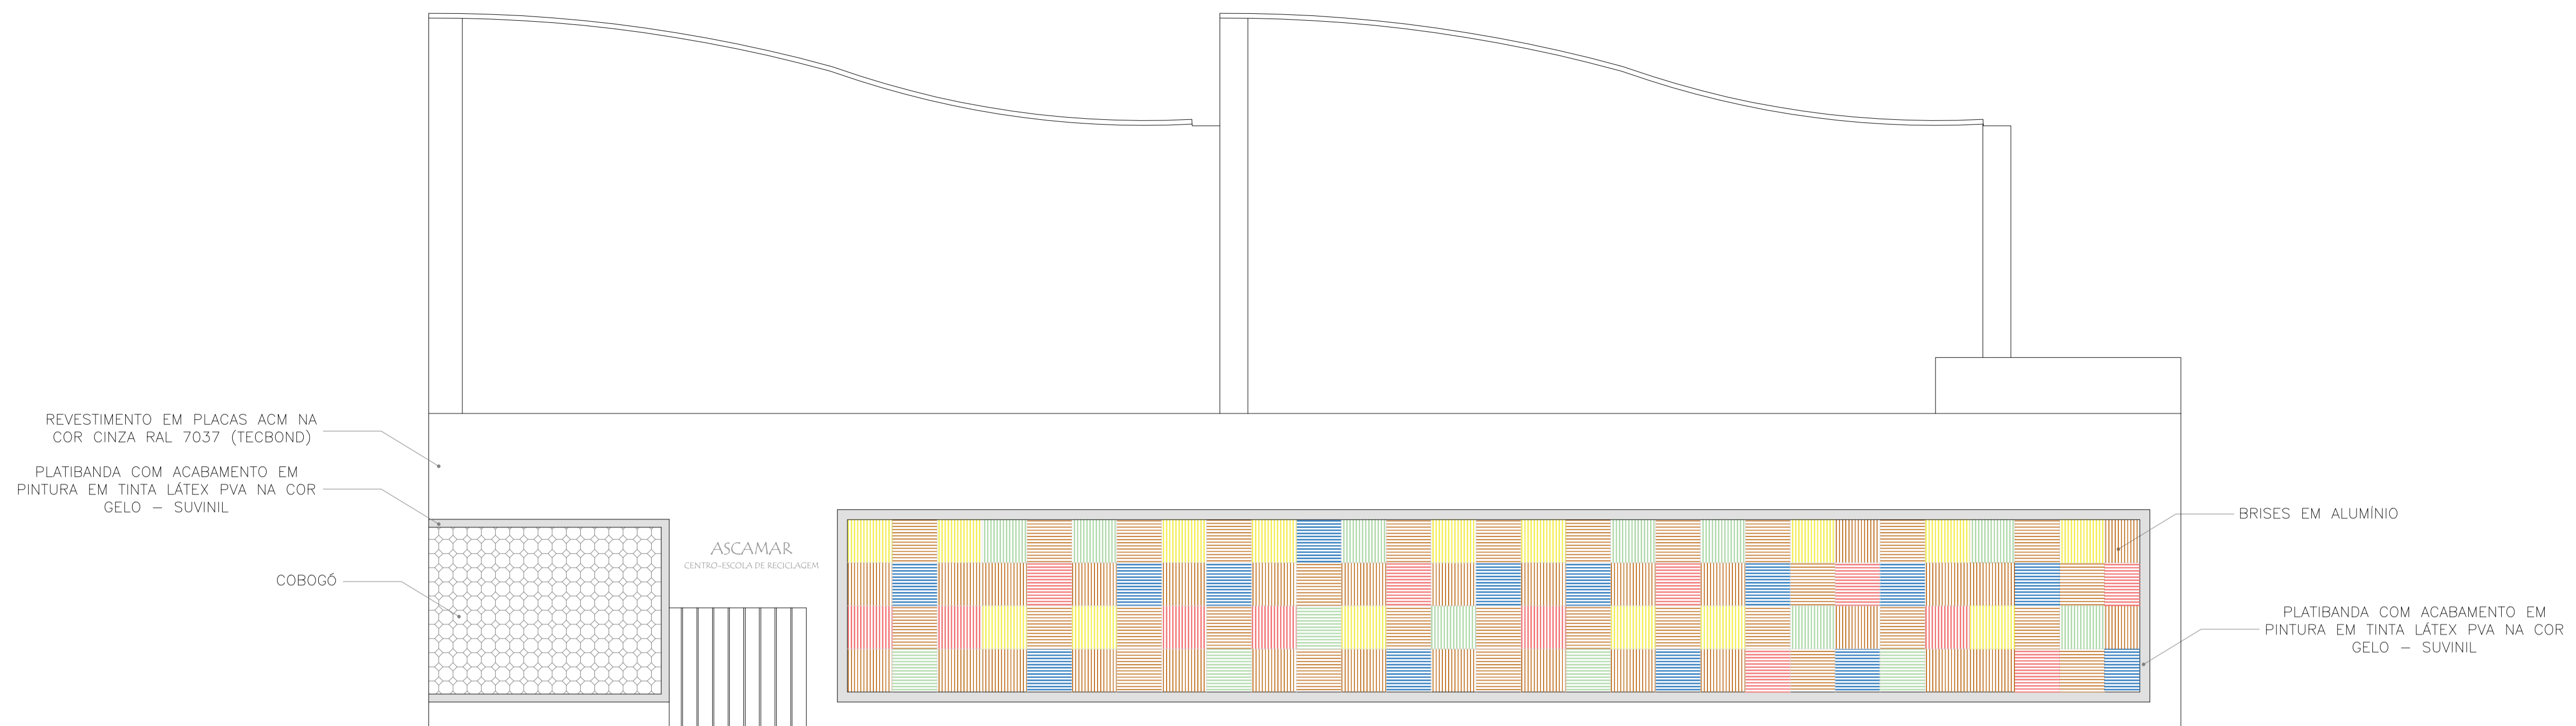 REVESTIMENTO EM PLACAS ACM NA
COR CINZA RAL 7037 (TECBOND)
PLATIBANDA COM ACABAMENTO EM
PINTURA EM TINTA LÁTEX PVA NA COR
GELO – SUVINIL
COBOGÓ
ASCAMAR
CENTRO-ESCOLA DE RECICLAGEM
BRISES EM ALUMÍNIO
PLATIBANDA COM ACABAMENTO EM
PINTURA EM TINTA LÁTEX PVA NA COR
GELO – SUVINIL